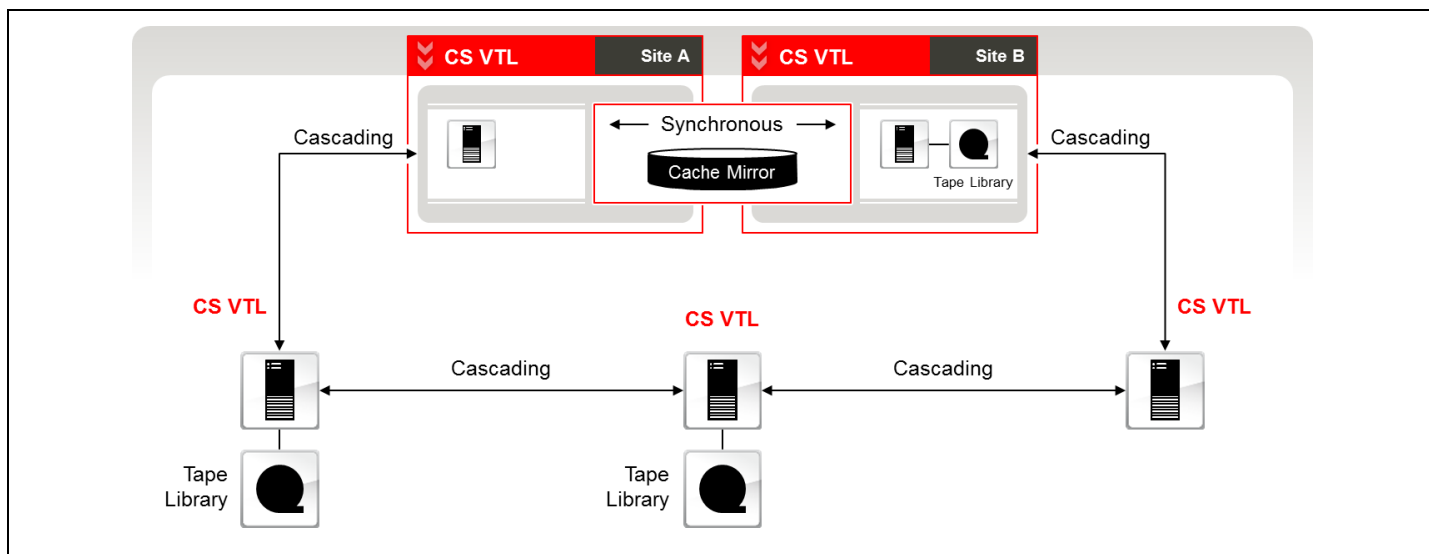 CS VTL
Site A
CS VTL
Site B
Cascading
Synchronous
Cache Mirror
Tape Library
Cascading
CS VTL
CS VTL
CS VTL
Cascading
Cascading
Tape
Library
Tape
Library